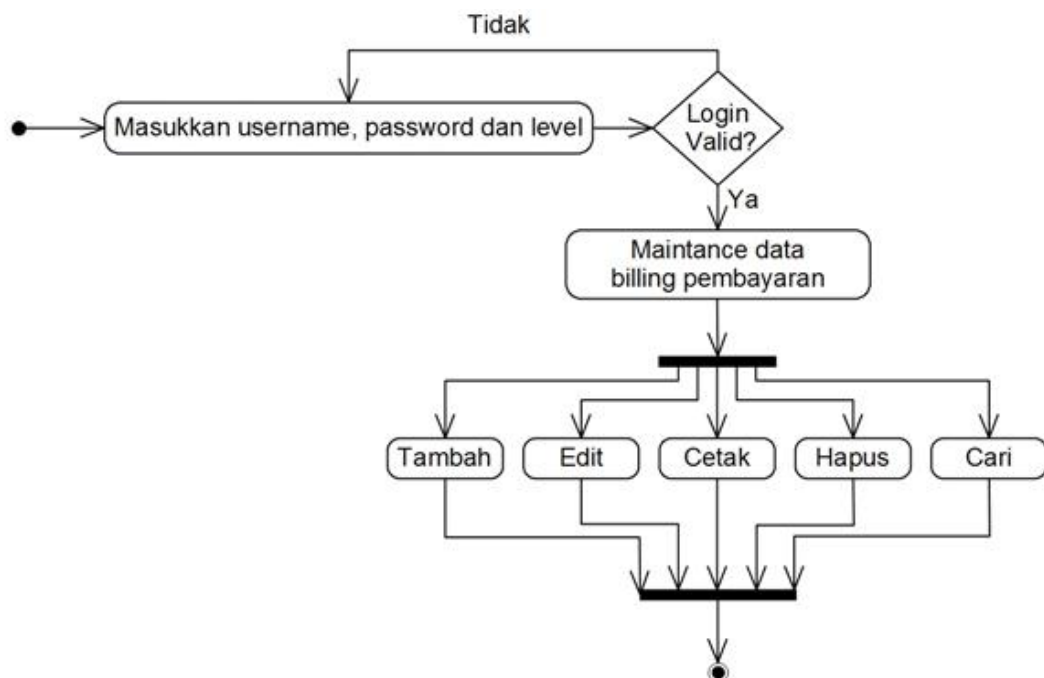 Tidak
Masukkan username, password dan level
Login
Valid?
Ya
Maintance data
billing pembayaran
Tambah
Edit
Cetak
Hapus
Cari